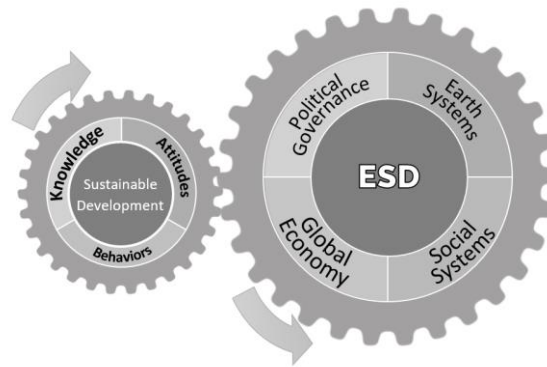 Knowledge
Attitudes
Behaviors
Sustainable
Development
Political
Governance
Earth
Systems
ESD
Global
Economy
Social
Systems